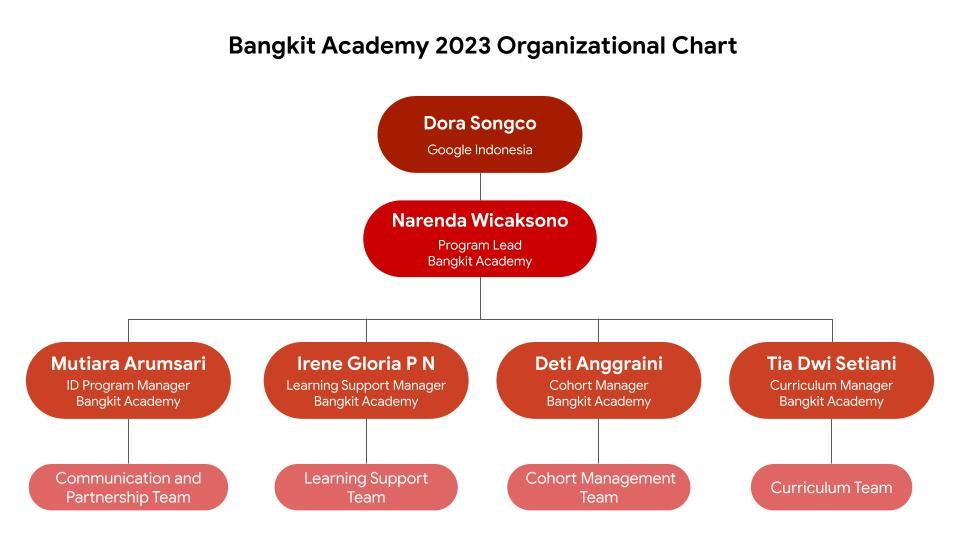 Bangkit Academy 2023 Organizational Chart
Dora Songco
Google Indonesia
Narenda Wicaksono
Program Lead
Bangkit Academy
Mutiara Arumsari
ID Program Manager
Bangkit Academy
Irene Gloria P N
Learning Support Manager
Bangkit Academy
Deti Anggraini
Cohort Manager
Bangkit Academy
Tia Dwi Setiani
Curriculum Manager
Bangkit Academy
Communication and
Partnership Team
Learning Support
Team
Cohort Management
Team
Curriculum Team